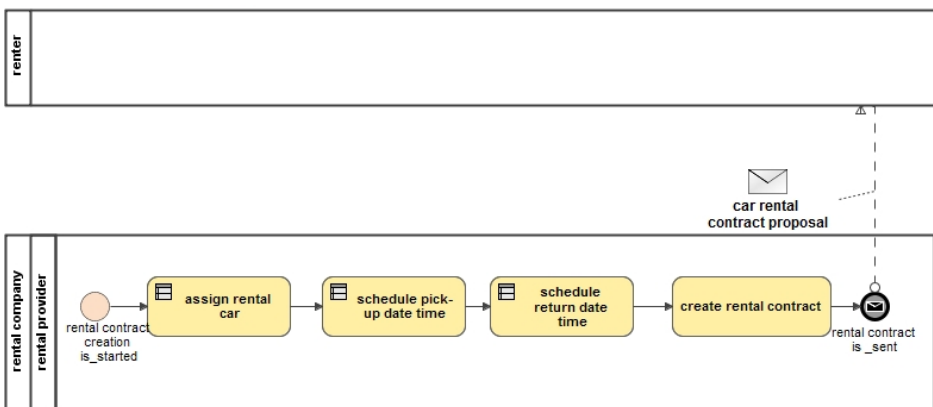 renter
car rental
contract proposal
rental company
rental provider
rental contract
creation
is_started
assign rental
car
schedule pick-
up date time
schedule
return date
time
create rental contract
rental contract
is _sent